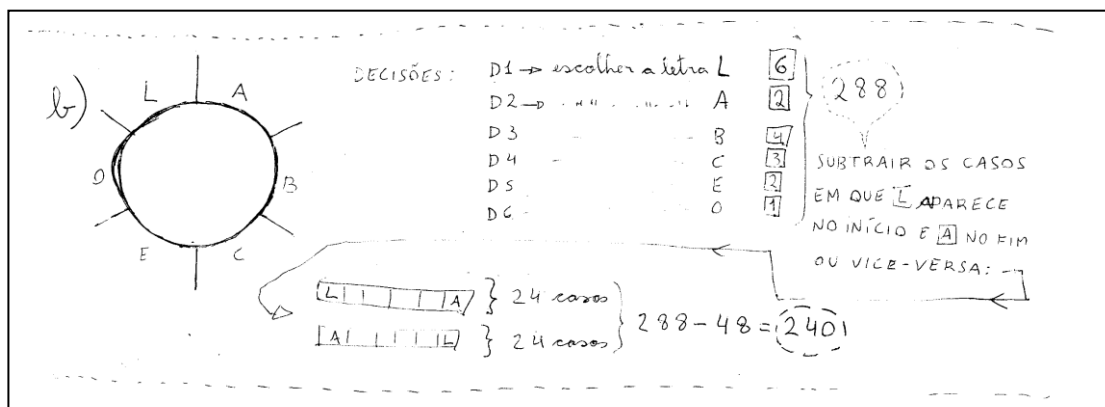 b)
L A
O B
E C
DECISÕES: D1 → escolher a letra L 6
D2 → .. .. .. .. A 2
D3 B 4
D4 C 3
D5 E 2
D6 O 1
288
SUBTRAIR OS CASOS
EM QUE L APARECE
NO INÍCIO E A NO FIM
OU VICE-VERSA:
L A } 24 casos
A L } 24 casos
288 - 48 = 240